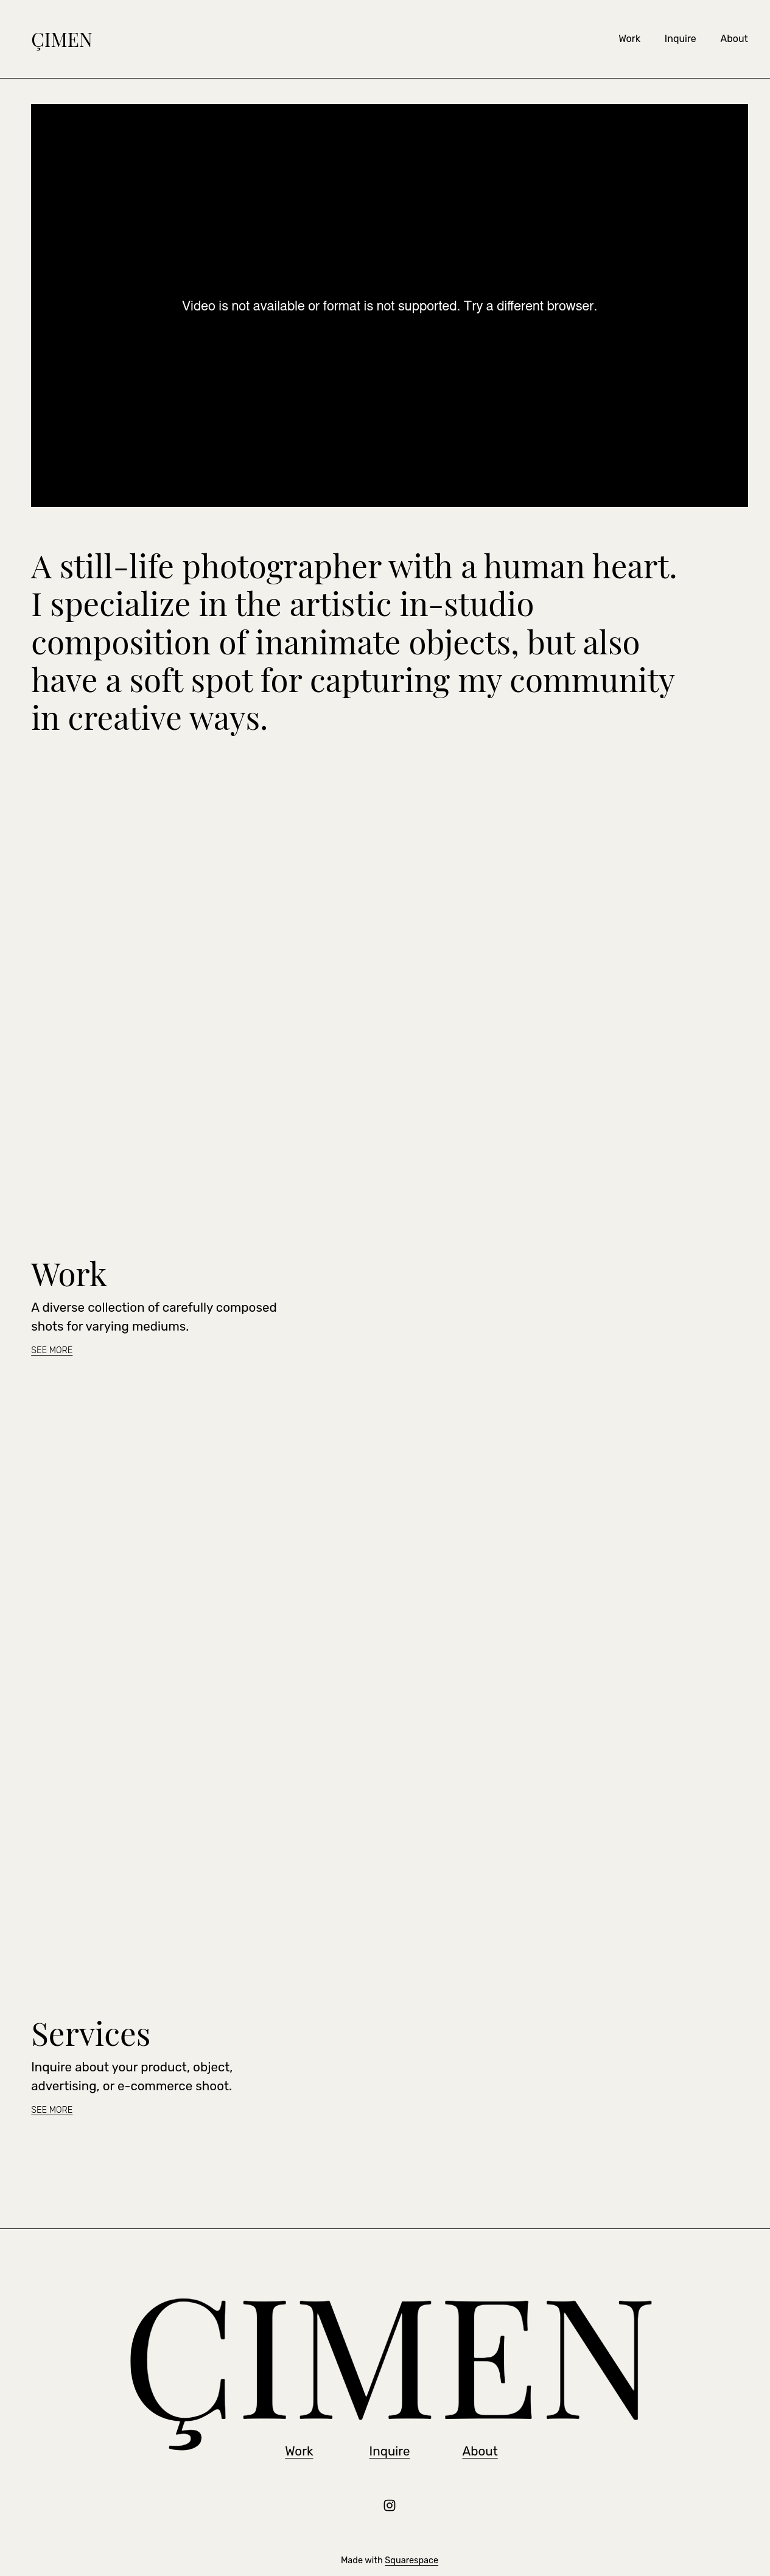 ÇIMEN
Work Inquire About
Video is not available or format is not supported. Try a different browser.
A still-life photographer with a human heart.
I specialize in the artistic in-studio
composition of inanimate objects, but also
have a soft spot for capturing my community
in creative ways.
Work
A diverse collection of carefully composed
shots for varying mediums.
SEE MORE
Services
Inquire about your product, object,
advertising, or e-commerce shoot.
SEE MORE
ÇIMEN
Work Inquire About
Made with Squarespace